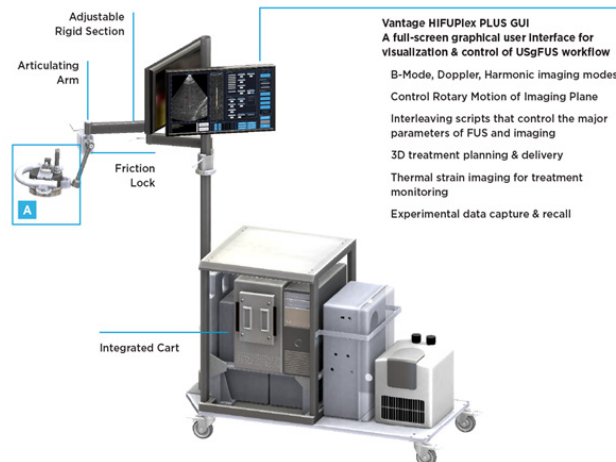 Adjustable
Rigid Section
Articulating
Arm
Friction
Lock
A
Integrated Cart
Vantage HIFUPlex PLUS GUI
A full-screen graphical user interface for
visualization & control of USgFUS workflow
B-Mode, Doppler, Harmonic imaging modes
Control Rotary Motion of Imaging Plane
Interleaving scripts that control the major
parameters of FUS and imaging
3D treatment planning & delivery
Thermal strain imaging for treatment
monitoring
Experimental data capture & recall